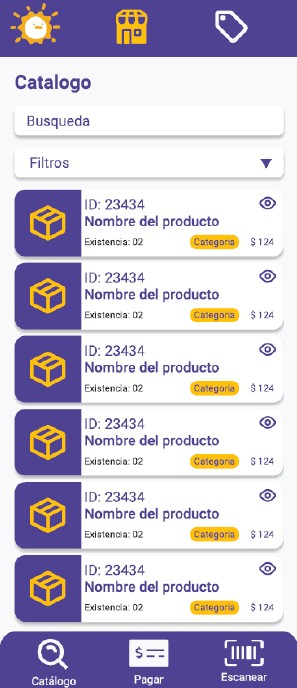 Catalogo
Busqueda
Filtros
ID: 23434
Nombre del producto
Existencia: 02 Categoria $ 124
ID: 23434
Nombre del producto
Existencia: 02 Categoria $ 124
ID: 23434
Nombre del producto
Existencia: 02 Categoria $ 124
ID: 23434
Nombre del producto
Existencia: 02 Categoria $ 124
ID: 23434
Nombre del producto
Existencia: 02 Categoria $ 124
ID: 23434
Nombre del producto
Existencia: 02 Categoria $ 124
Catálogo Pagar Escanear